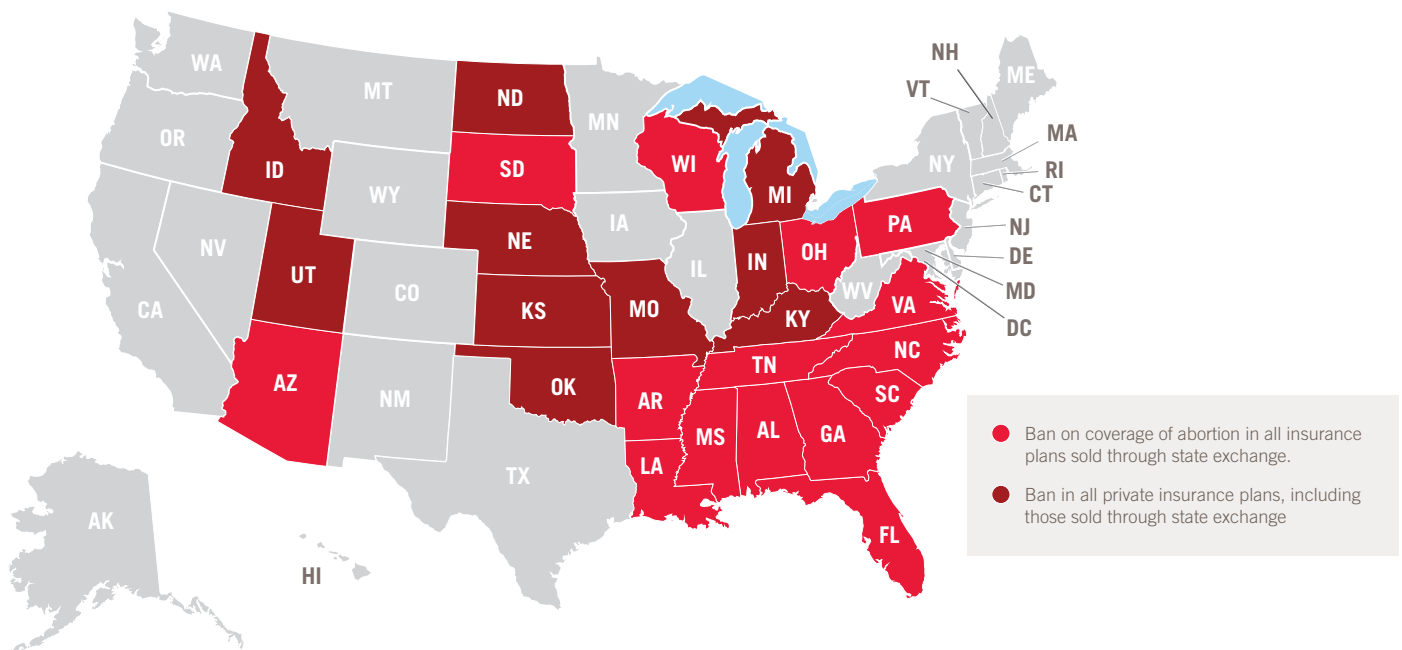 WA
OR
CA
NV
ID
MT
WY
UT
AZ
CO
NM
ND
SD
NE
KS
OK
TX
MN
IA
MO
AR
LA
WI
IL
MI
IN
OH
KY
TN
MS
AL
GA
FL
SC
NC
VA
WV
PA
NY
ME
NH
VT
MA
RI
CT
NJ
DE
MD
DC
AK
HI
Ban on coverage of abortion in all insurance
plans sold through state exchange.
Ban in all private insurance plans, including
those sold through state exchange